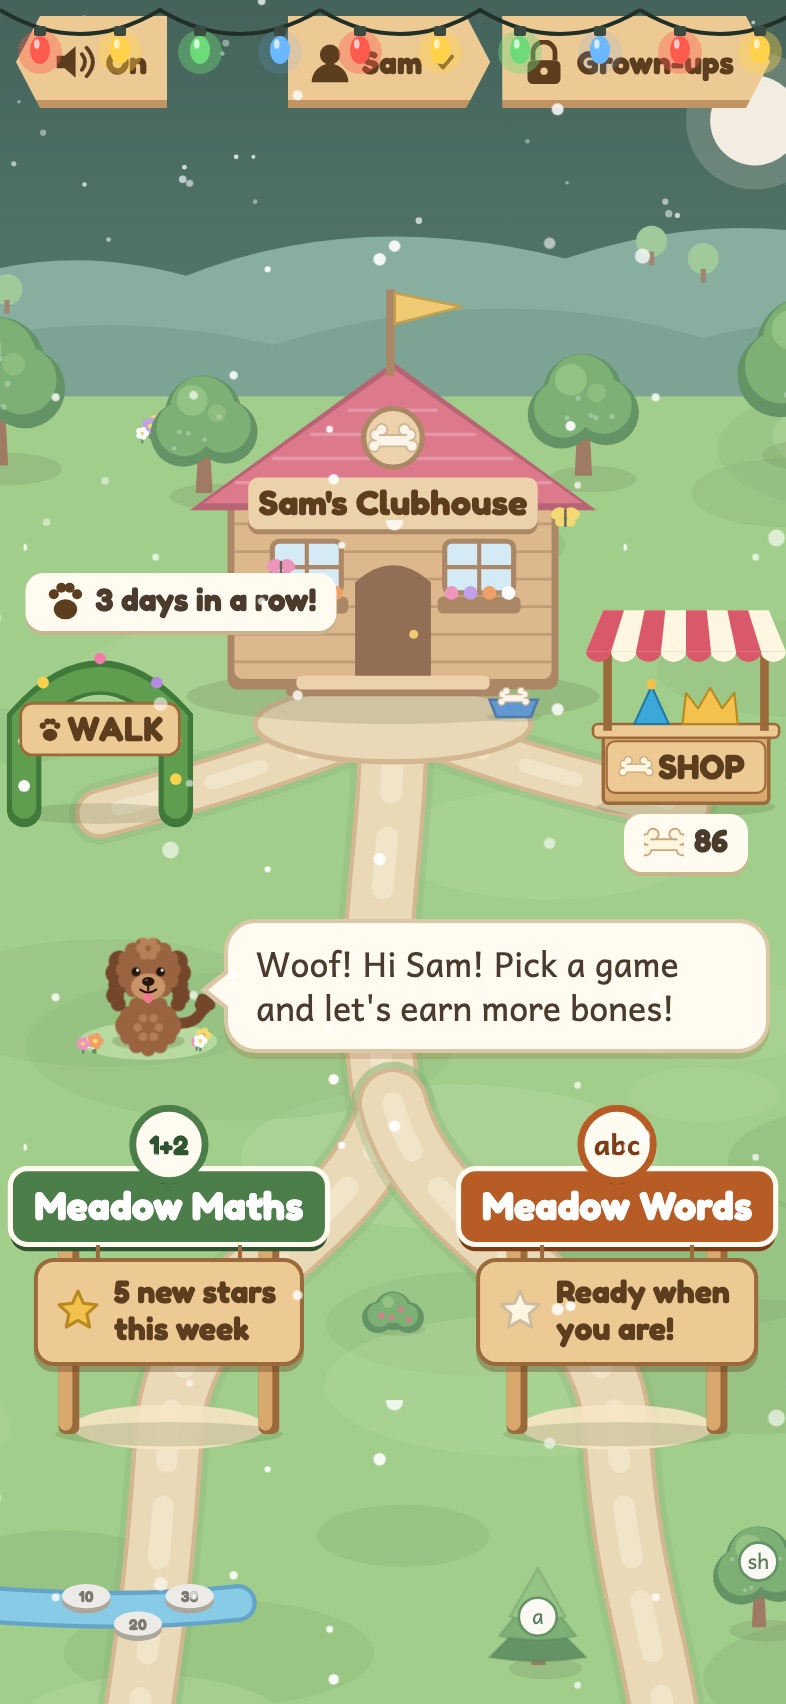 On
Sam
Grown-ups
Sam's Clubhouse
3 days in a row!
WALK
SHOP
86
Woof! Hi Sam! Pick a game
and let's earn more bones!
1+2
abc
Meadow Maths
Meadow Words
5 new stars
this week
Ready when
you are!
sh
10
30
20
a